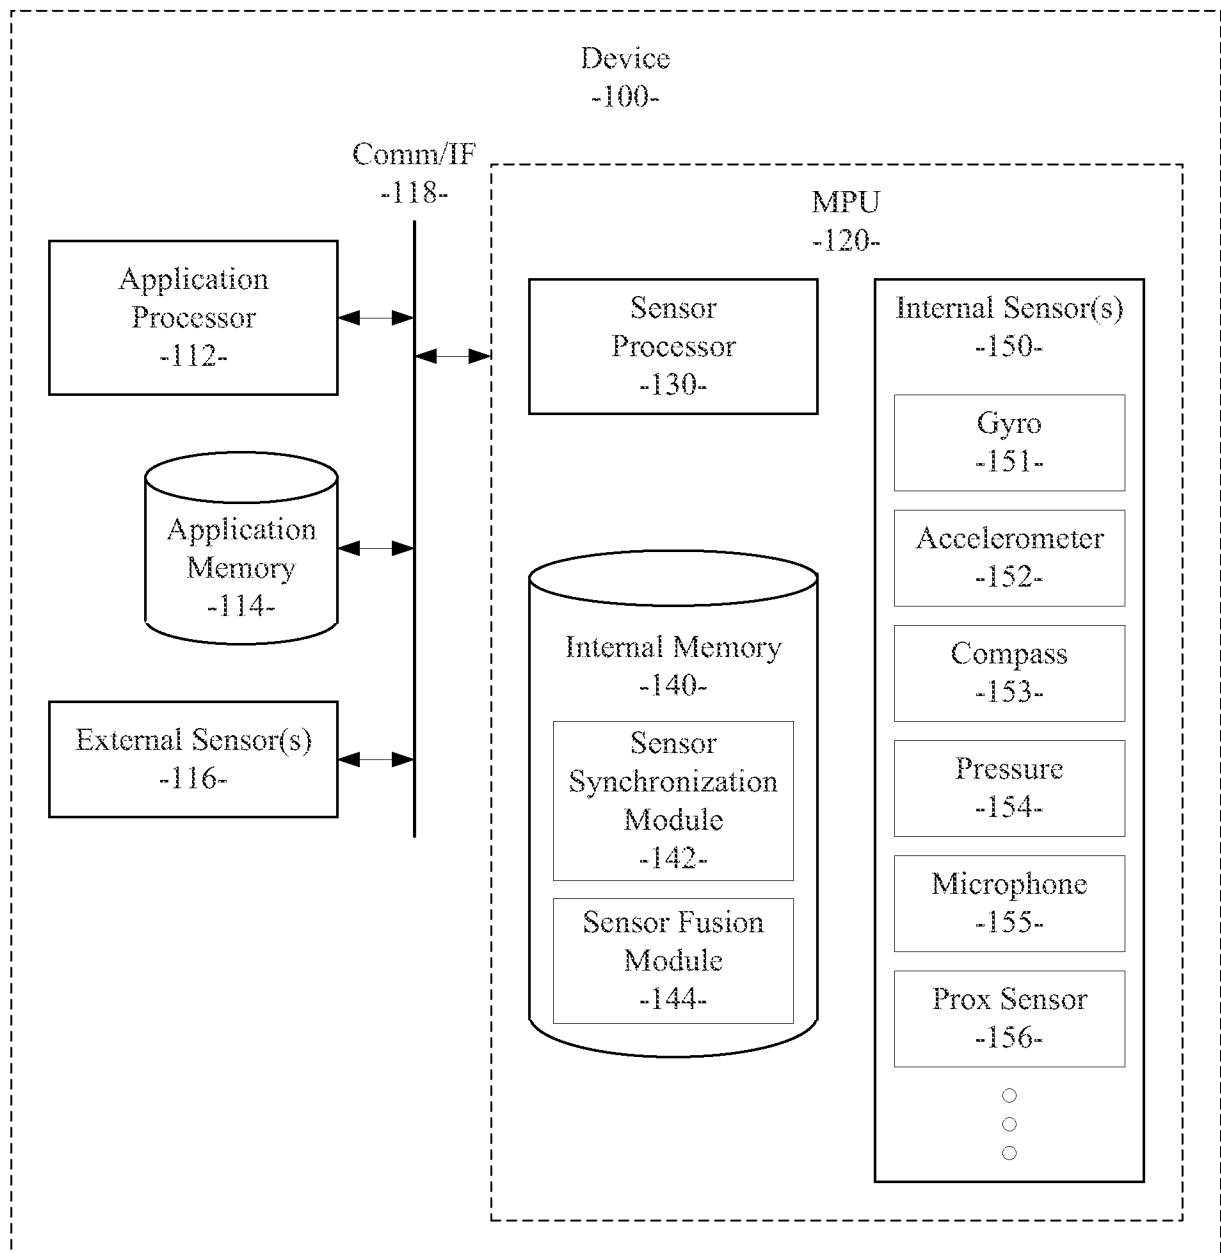 Device
-100-
Comm/IF
-118-
MPU
-120-
Application
Processor
-112-
Application
Memory
-114-
External Sensor(s)
-116-
Sensor
Processor
-130-
Internal Memory
-140-
Sensor
Synchronization
Module
-142-
Sensor Fusion
Module
-144-
Internal Sensor(s)
-150-
Gyro
-151-
Accelerometer
-152-
Compass
-153-
Pressure
-154-
Microphone
-155-
Prox Sensor
-156-